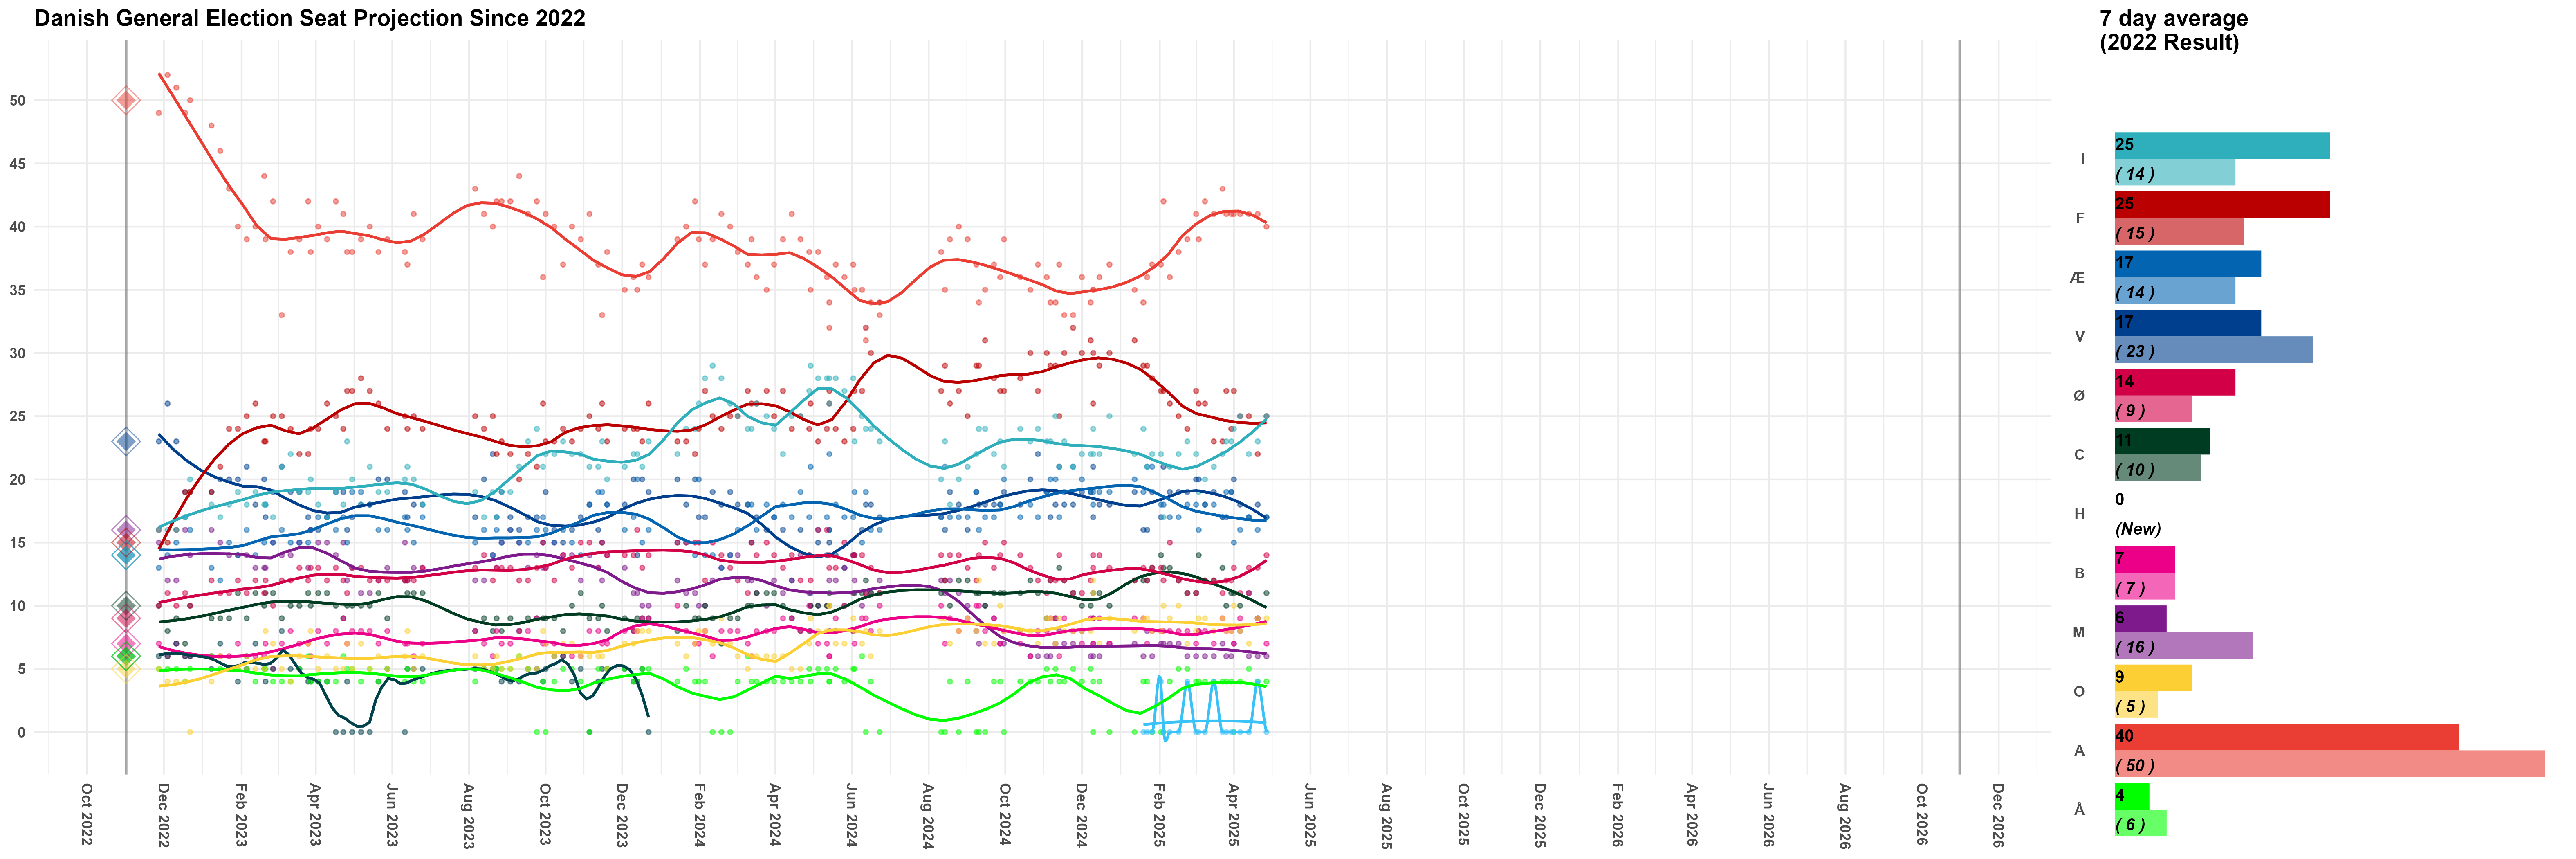 Danish General Election Seat Projection Since 2022
7 day average
(2022 Result)
50
45
40
35
30
25
20
15
10
5
0
Oct 2022
Dec 2022
Feb 2023
Apr 2023
Jun 2023
Aug 2023
Oct 2023
Dec 2023
Feb 2024
Apr 2024
Jun 2024
Aug 2024
Oct 2024
Dec 2024
Feb 2025
Apr 2025
Jun 2025
Aug 2025
Oct 2025
Dec 2025
Feb 2026
Apr 2026
Jun 2026
Aug 2026
Oct 2026
Dec 2026
I
25
( 14 )
F
25
( 15 )
Æ
17
( 14 )
V
17
( 23 )
Ø
14
( 9 )
C
11
( 10 )
H
0
(New)
B
7
( 7 )
M
6
( 16 )
O
9
( 5 )
A
40
( 50 )
Å
4
( 6 )